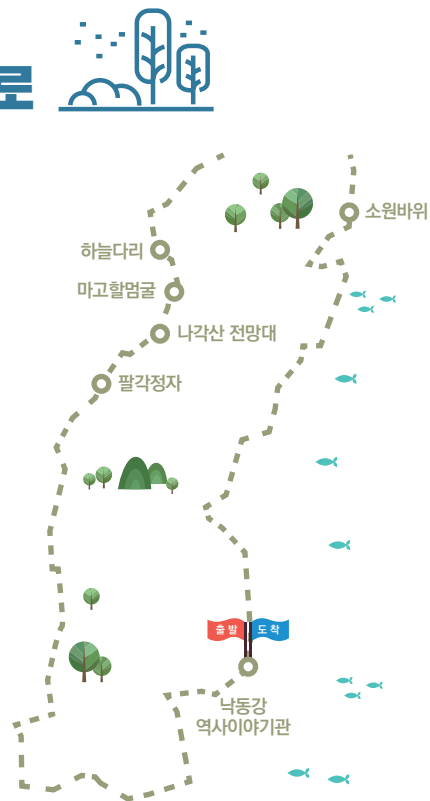 로
소원바위
하늘다리
마고할멈굴
나각산 전망대
팔각정자
출발 도착
낙동강
역사이야기관